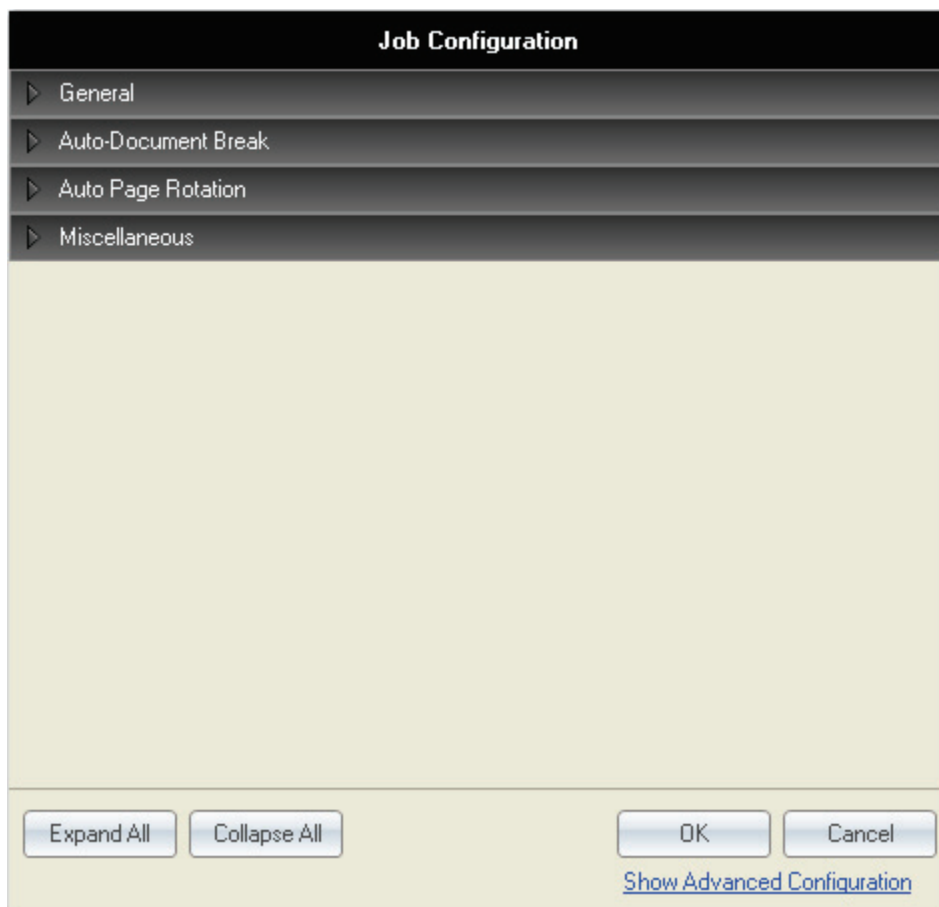 Job Configuration
General
Auto-Document Break
Auto Page Rotation
Miscellaneous
Expand All Collapse All OK Cancel
Show Advanced Configuration